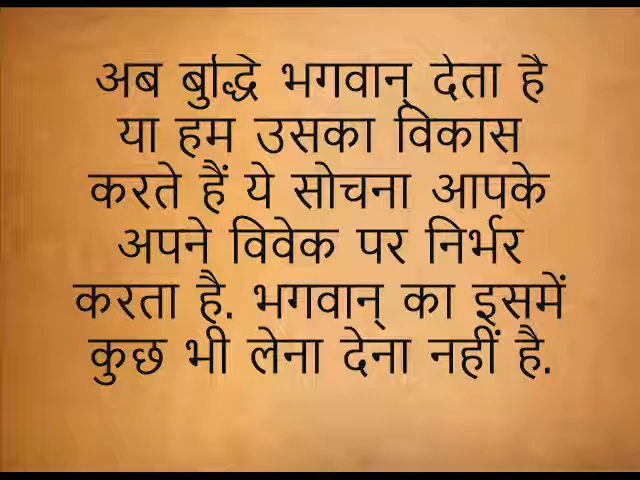 अब बुद्धि भगवान् देता है
या हम उसका विकास
करते हैं ये सोचना आपके
अपने विवेक पर निर्भर
करता है. भगवान् का इसमें
कुछ भी लेना देना नहीं है.